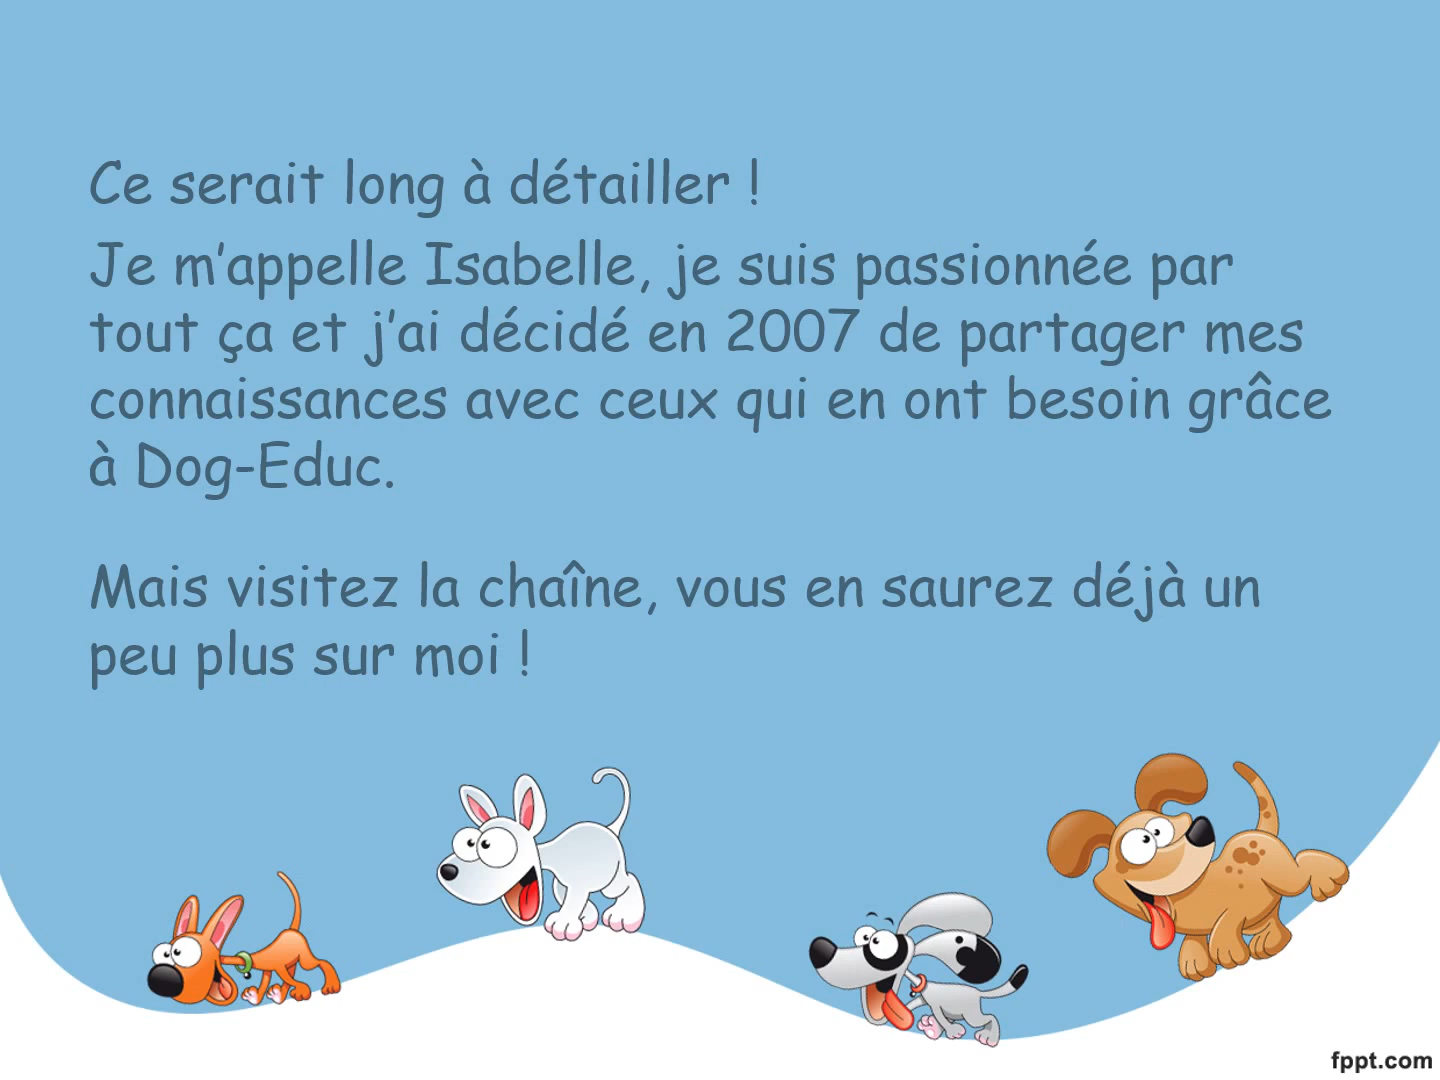 Ce serait long à détailler !
Je m’appelle Isabelle, je suis passionnée par
tout ça et j’ai décidé en 2007 de partager mes
connaissances avec ceux qui en ont besoin grâce
à Dog-Educ.
Mais visitez la chaîne, vous en saurez déjà un
peu plus sur moi !
fppt.com